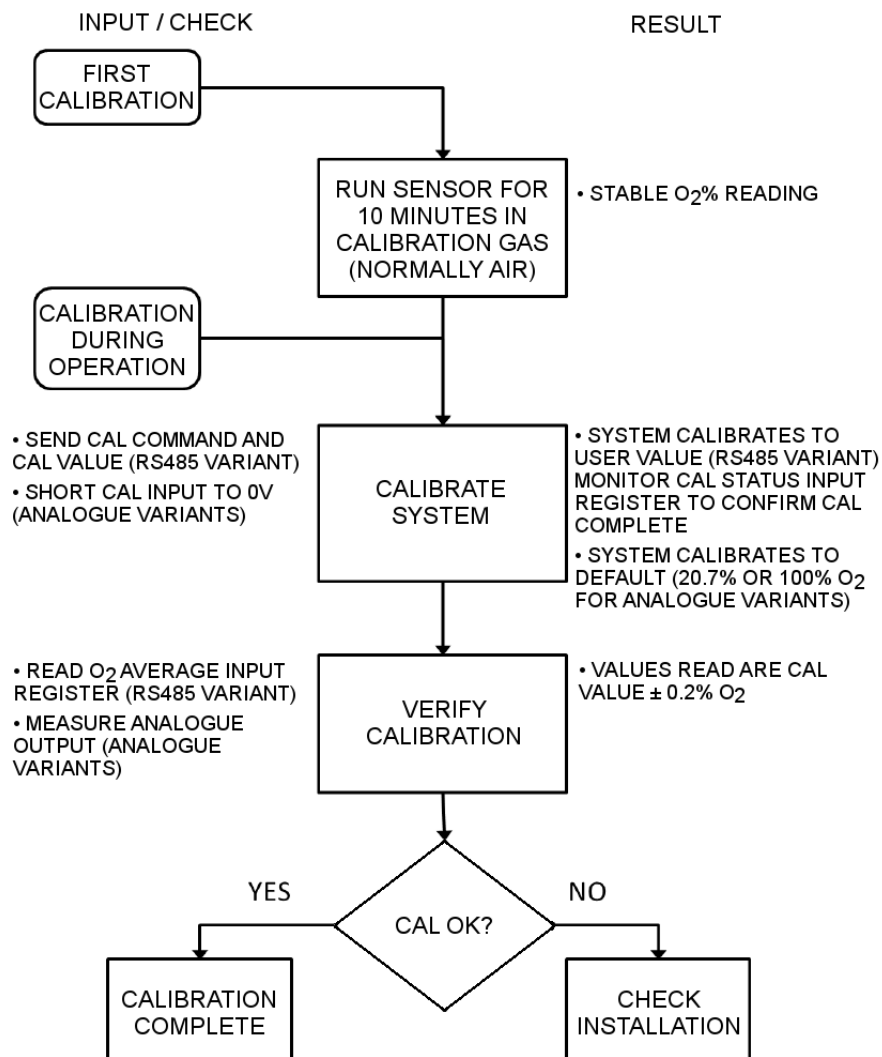 INPUT / CHECK
RESULT
FIRST
CALIBRATION
RUN SENSOR FOR
10 MINUTES IN
CALIBRATION GAS
(NORMALLY AIR)
• STABLE O2% READING
CALIBRATION
DURING
OPERATION
• SEND CAL COMMAND AND
CAL VALUE (RS485 VARIANT)
• SHORT CAL INPUT TO 0V
(ANALOGUE VARIANTS)
CALIBRATE
SYSTEM
• SYSTEM CALIBRATES TO
USER VALUE (RS485 VARIANT)
MONITOR CAL STATUS INPUT
REGISTER TO CONFIRM CAL
COMPLETE
• SYSTEM CALIBRATES TO
DEFAULT (20.7% OR 100% O2
FOR ANALOGUE VARIANTS)
• READ O2 AVERAGE INPUT
REGISTER (RS485 VARIANT)
• MEASURE ANALOGUE
OUTPUT (ANALOGUE
VARIANTS)
VERIFY
CALIBRATION
• VALUES READ ARE CAL
VALUE ± 0.2% O2
YES
NO
CAL OK?
CALIBRATION
COMPLETE
CHECK
INSTALLATION